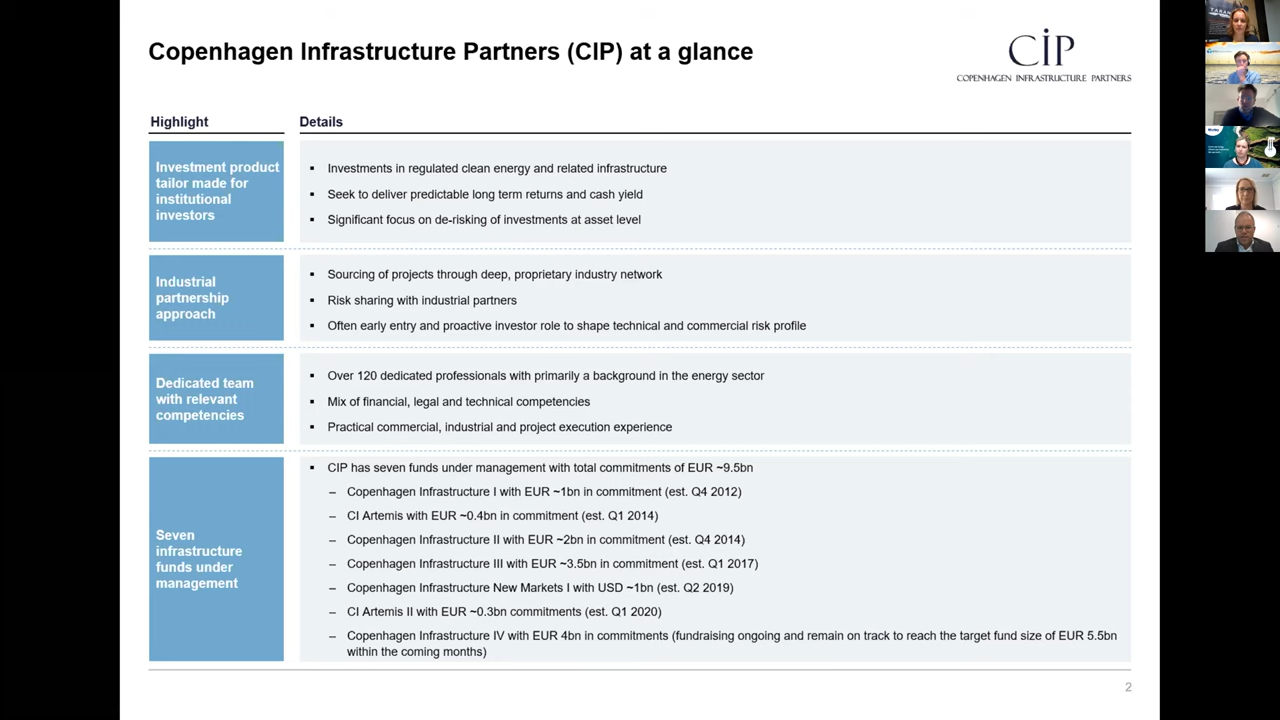 Copenhagen Infrastructure Partners (CIP) at a glance
CIP
COPENHAGEN INFRASTRUCTURE PARTNERS
Highlight
Details
Investment product
tailor made for
institutional
investors
▪ Investments in regulated clean energy and related infrastructure
▪ Seek to deliver predictable long term returns and cash yield
▪ Significant focus on de-risking of investments at asset level
Industrial
partnership
approach
▪ Sourcing of projects through deep, proprietary industry network
▪ Risk sharing with industrial partners
▪ Often early entry and proactive investor role to shape technical and commercial risk profile
Dedicated team
with relevant
competencies
▪ Over 120 dedicated professionals with primarily a background in the energy sector
▪ Mix of financial, legal and technical competencies
▪ Practical commercial, industrial and project execution experience
Seven
infrastructure
funds under
management
▪ CIP has seven funds under management with total commitments of EUR ~9.5bn
– Copenhagen Infrastructure I with EUR ~1bn in commitment (est. Q4 2012)
– CI Artemis with EUR ~0.4bn in commitment (est. Q1 2014)
– Copenhagen Infrastructure II with EUR ~2bn in commitment (est. Q4 2014)
– Copenhagen Infrastructure III with EUR ~3.5bn in commitment (est. Q1 2017)
– Copenhagen Infrastructure New Markets I with USD ~1bn (est. Q2 2019)
– CI Artemis II with EUR ~0.3bn commitments (est. Q1 2020)
– Copenhagen Infrastructure IV with EUR 4bn in commitments (fundraising ongoing and remain on track to reach the target fund size of EUR 5.5bn
within the coming months)
2